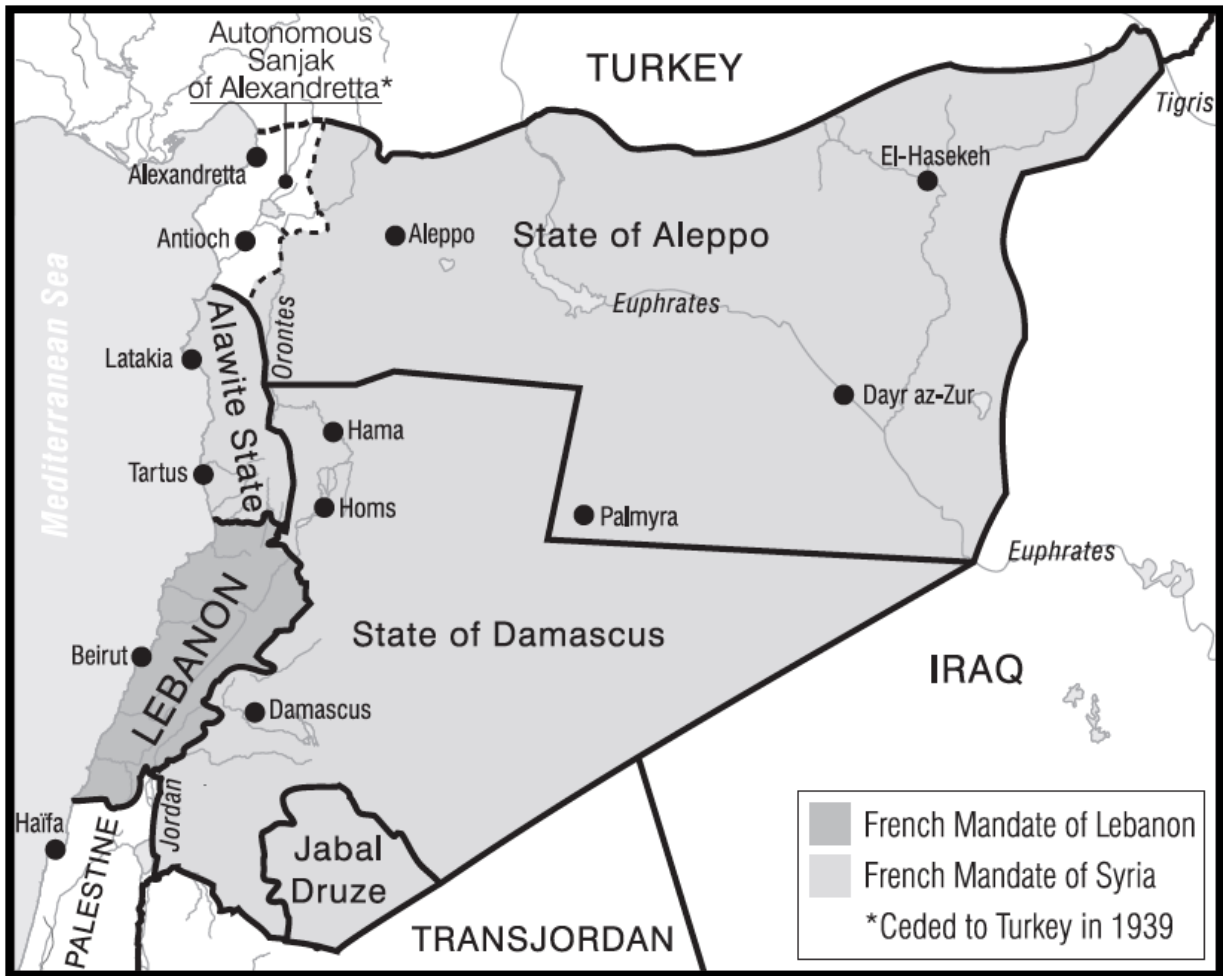 Autonomous
Sanjak
of Alexandretta*
TURKEY
Tigris
Alexandretta
El-Hasekeh
Antioch
Aleppo
State of Aleppo
Mediterranean Sea
Euphrates
Orontes
Alawite State
Latakia
Dayr az-Zur
Hama
Tartus
Homs
Palmyra
Euphrates
LEBANON
State of Damascus
Beirut
IRAQ
Damascus
Jordan
Haïfa
PALESTINE
Jabal
Druze
TRANSJORDAN
French Mandate of Lebanon
French Mandate of Syria
*Ceded to Turkey in 1939